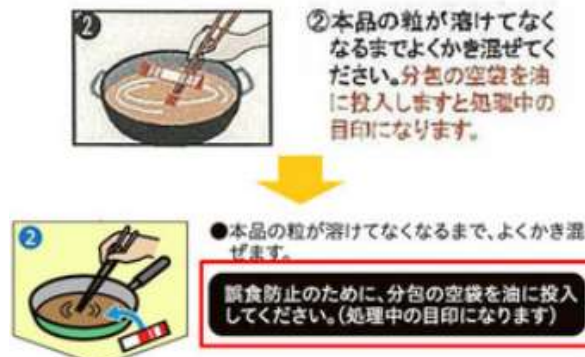 ❷
②本品の粒が溶けてなく
なるまでよくかき混ぜてく
ださい。分包の空袋を油
に投入しますと処理中の
目印になります。
❷
●本品の粒が溶けてなくなるまで、よくかき混
ぜます。
誤食防止のために、分包の空袋を油に投入
してください。(処理中の目印になります)